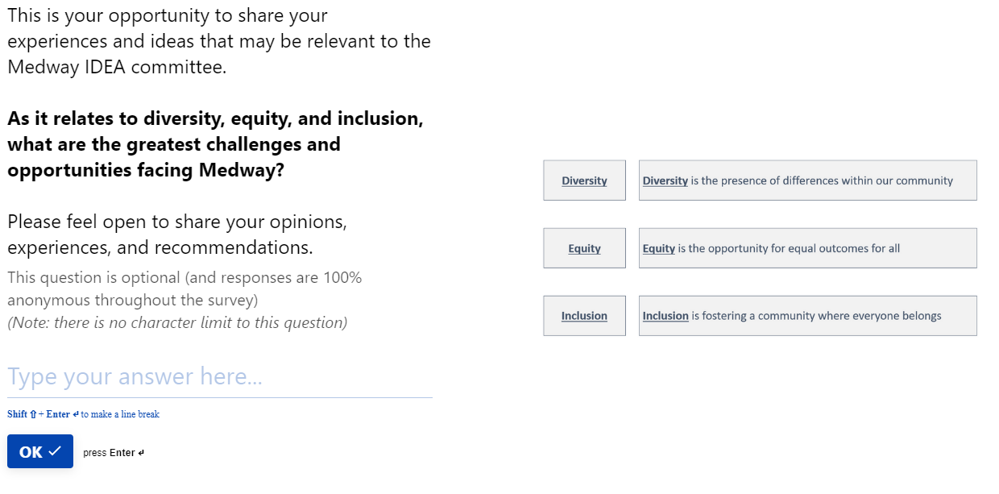 This is your opportunity to share your
experiences and ideas that may be relevant to the
Medway IDEA committee.
As it relates to diversity, equity, and inclusion,
what are the greatest challenges and
opportunities facing Medway?
Please feel open to share your opinions,
experiences, and recommendations.
This question is optional (and responses are 100%
anonymous throughout the survey)
(Note: there is no character limit to this question)
Type your answer here...
Shift ⇧ + Enter ↵ to make a line break
OK ✓
press Enter ↵
Diversity
Diversity is the presence of differences within our community
Equity
Equity is the opportunity for equal outcomes for all
Inclusion
Inclusion is fostering a community where everyone belongs